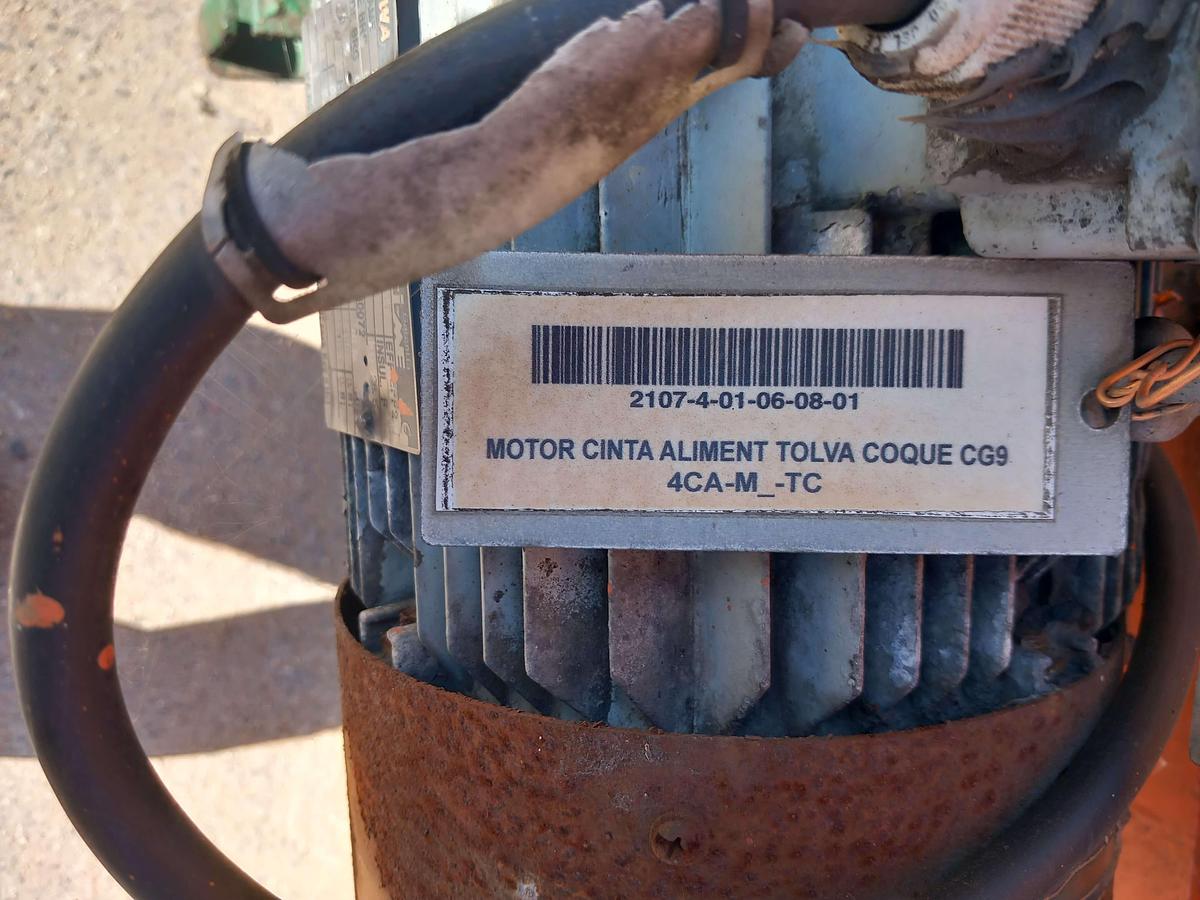 2107-4-01-06-08-01
MOTOR CINTA ALIMENT TOLVA COQUE CG9
4CA-M_-TC